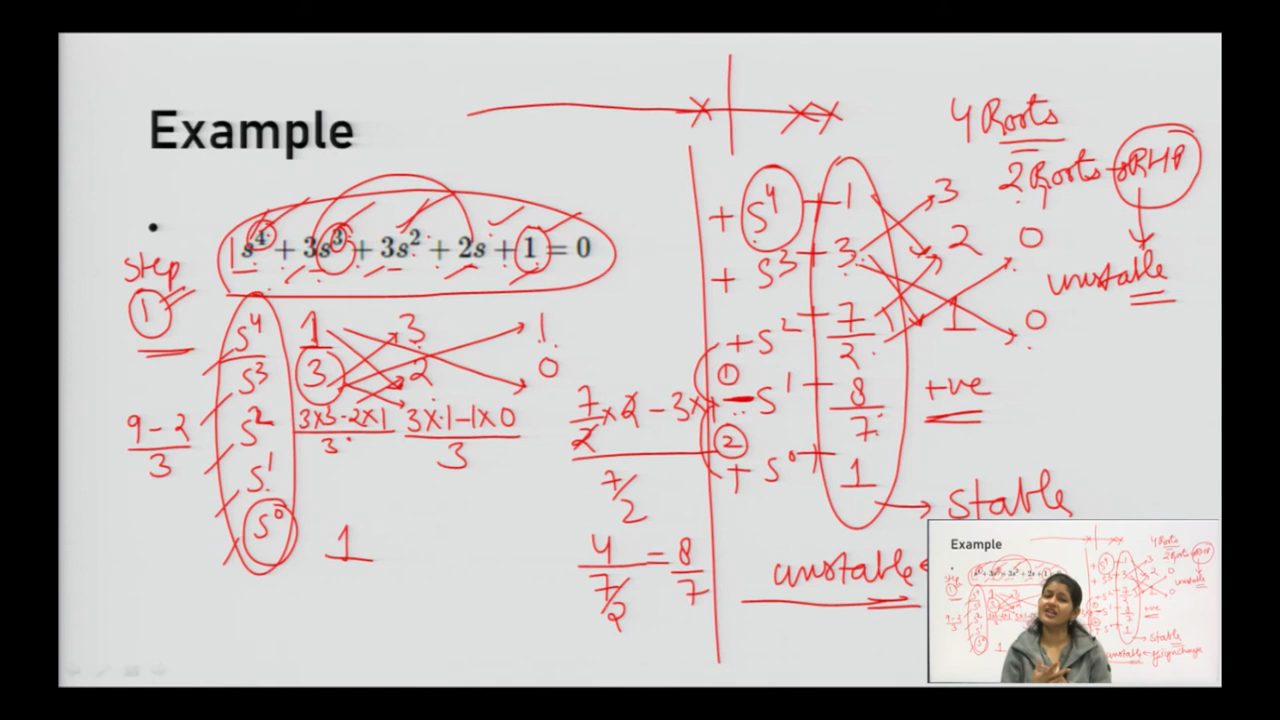 Example
4 Roots
2 Roots → RHP
unstable
1s⁴ + 3s³ + 3s² + 2s + 1 = 0
Step
1
s⁴ 1 3 1
s³ 3 2 0
9-2/3
s² 3×3-2×1/3 3×1-1×0/3
s¹
s⁰ 1
7/2×2 - 3×1
7/2
4/(7/2) = 8/7
+ s⁴ + 1 3
+ s³ + 3 2 0
+ s² + 7/2 1 0
1
- s¹ + 8/7 +ve
2
+ s⁰ + 1
stable
unstable
Example